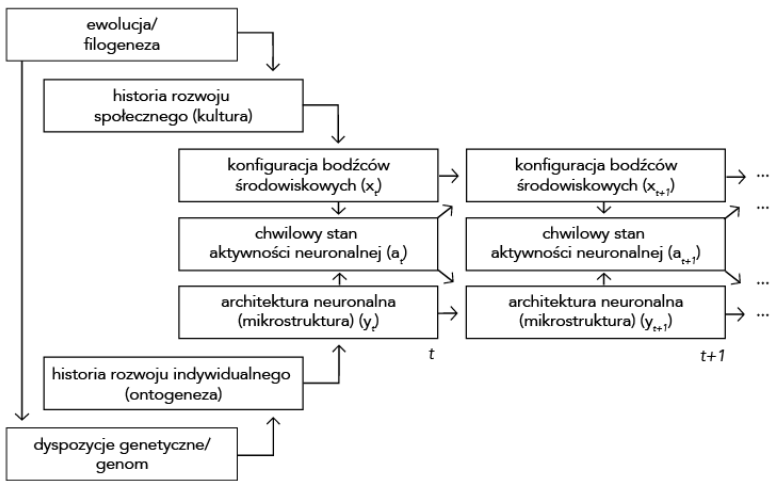 ewolucja/
filogeneza
historia rozwoju
społecznego (kultura)
konfiguracja bodźców
środowiskowych (xₜ)
konfiguracja bodźców
środowiskowych (xₜ₊₁)
...
...
chwilowy stan
aktywności neuronalnej (aₜ)
chwilowy stan
aktywności neuronalnej (aₜ₊₁)
architektura neuronalna
(mikrostruktura) (yₜ)
architektura neuronalna
(mikrostruktura) (yₜ₊₁)
...
...
t
t+1
historia rozwoju indywidualnego
(ontogeneza)
dyspozycje genetyczne/
genom